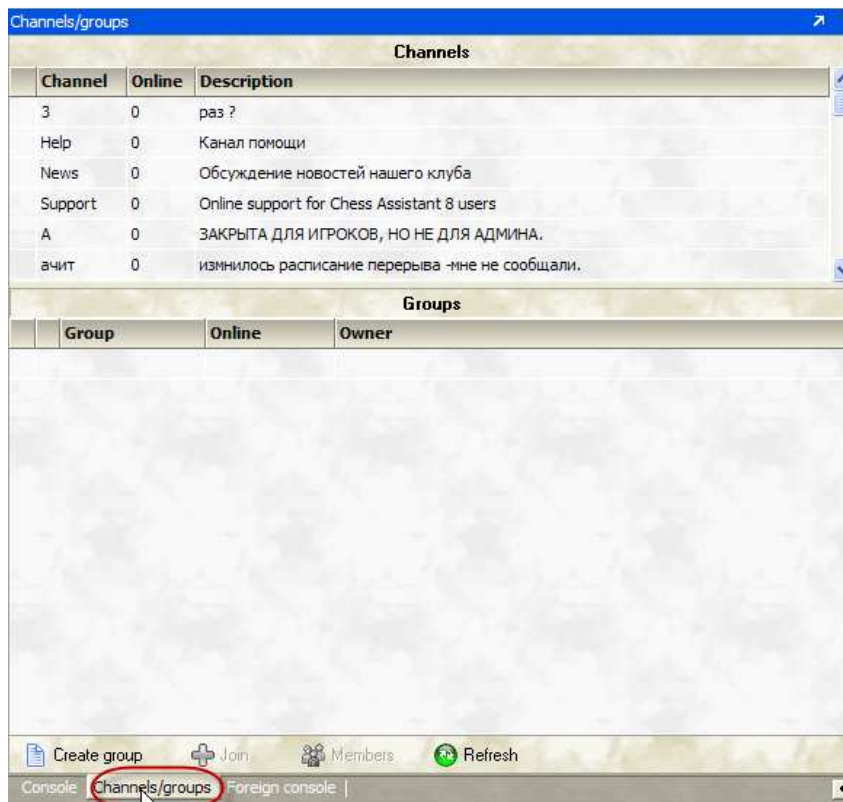 Channels/groups
Channels
Channel Online Description
3 0 раз ?
Help 0 Канал помощи
News 0 Обсуждение новостей нашего клуба
Support 0 Online support for Chess Assistant 8 users
А 0 ЗАКРЫТА ДЛЯ ИГРОКОВ, НО НЕ ДЛЯ АДМИНА.
ачит 0 измнилось расписание перерыва -мне не сообщали.
Groups
Group Online Owner
Create group Join Members Refresh
Console Channels/groups Foreign console